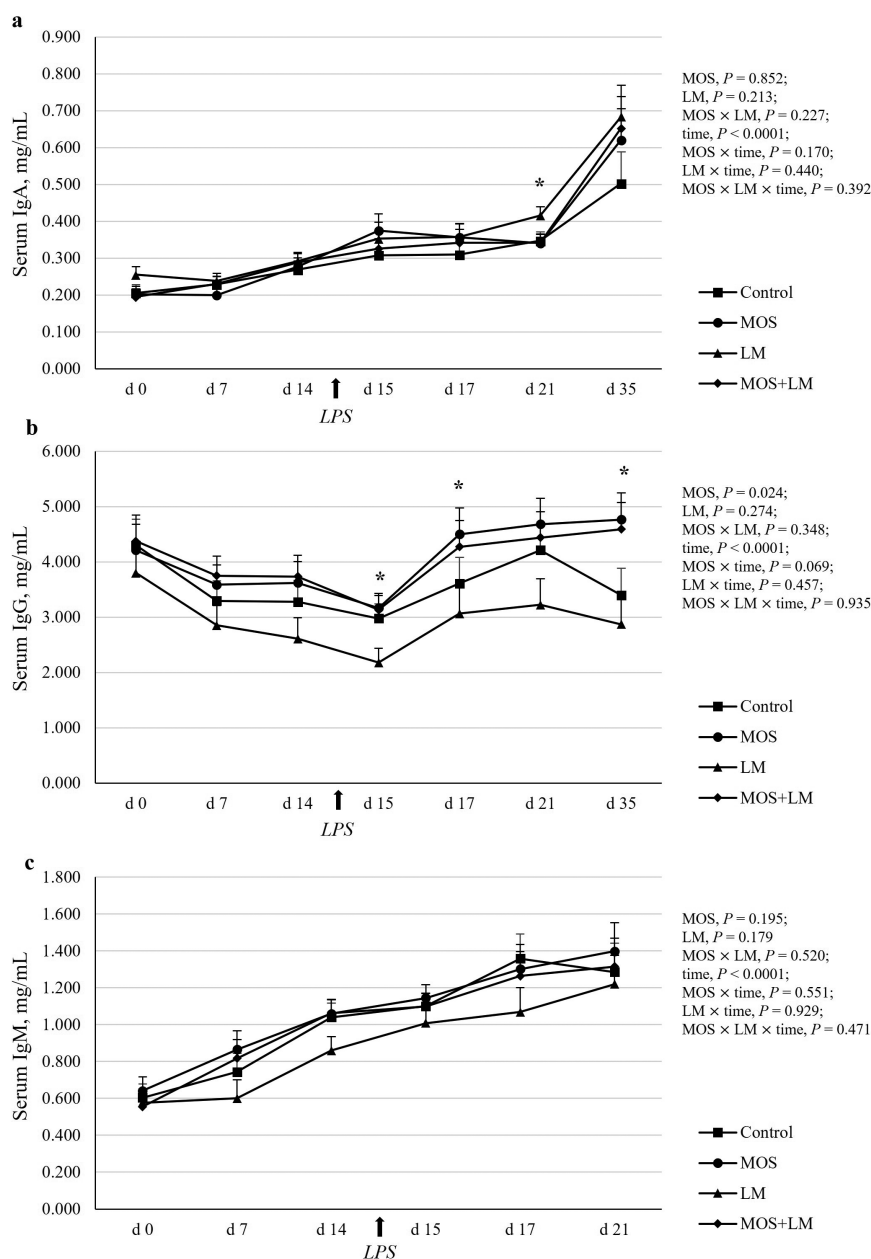 a
Serum IgA, mg/mL
0.900
0.800
0.700
0.600
0.500
0.400
0.300
0.200
0.100
0.000
*
d 0 d 7 d 14 d 15 d 17 d 21 d 35
LPS
MOS, P = 0.852;
LM, P = 0.213;
MOS × LM, P = 0.227;
time, P < 0.0001;
MOS × time, P = 0.170;
LM × time, P = 0.440;
MOS × LM × time, P = 0.392
Control
MOS
LM
MOS+LM
b
Serum IgG, mg/mL
6.000
5.000
4.000
3.000
2.000
1.000
0.000
* * *
d 0 d 7 d 14 d 15 d 17 d 21 d 35
LPS
MOS, P = 0.024;
LM, P = 0.274;
MOS × LM, P = 0.348;
time, P < 0.0001;
MOS × time, P = 0.069;
LM × time, P = 0.457;
MOS × LM × time, P = 0.935
Control
MOS
LM
MOS+LM
c
Serum IgM, mg/mL
1.800
1.600
1.400
1.200
1.000
0.800
0.600
0.400
0.200
0.000
d 0 d 7 d 14 d 15 d 17 d 21
LPS
MOS, P = 0.195;
LM, P = 0.179
MOS × LM, P = 0.520;
time, P < 0.0001;
MOS × time, P = 0.551;
LM × time, P = 0.929;
MOS × LM × time, P = 0.471
Control
MOS
LM
MOS+LM